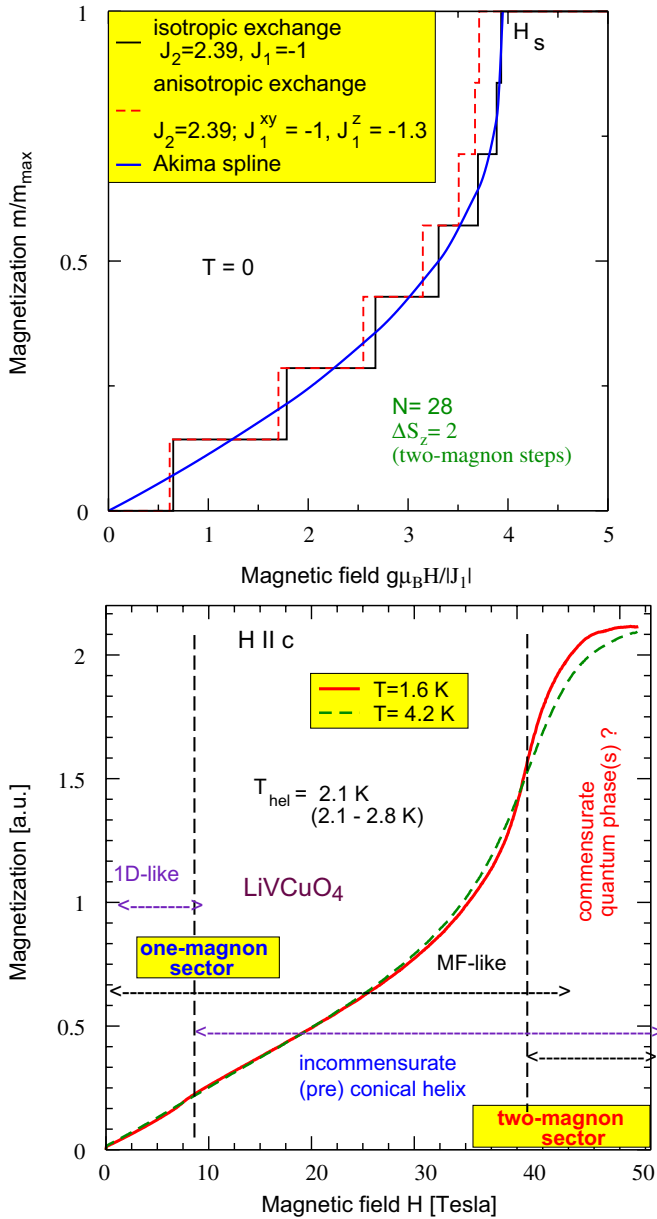 isotropic exchange
J2=2.39, J1=-1
anisotropic exchange
J2=2.39; J1^xy = -1, J1^z = -1.3
Akima spline
Hs
T = 0
N= 28
ΔSz= 2
(two-magnon steps)
Magnetization m/mmax
1
0.5
0
0 1 2 3 4 5
Magnetic field gμBH/|J1|
H II c
T=1.6 K
T= 4.2 K
Thel = 2.1 K
(2.1 - 2.8 K)
commensurate
quantum phase(s) ?
1D-like
LiVCuO4
one-magnon
sector
MF-like
incommensurate
(pre) conical helix
two-magnon
sector
Magnetization [a.u.]
2
1.5
1
0.5
0
0 10 20 30 40 50
Magnetic field H [Tesla]